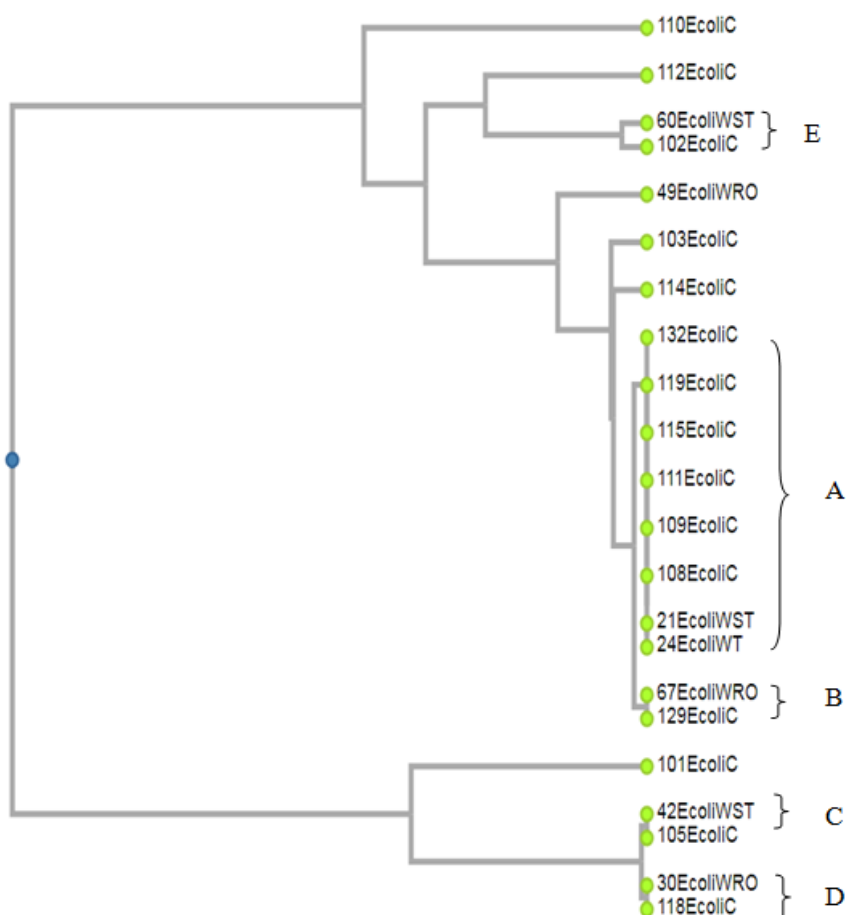 110EcoliC
112EcoliC
60EcoliWST
E
102EcoliC
49EcoliWRO
103EcoliC
114EcoliC
132EcoliC
119EcoliC
115EcoliC
111EcoliC
A
109EcoliC
108EcoliC
21EcoliWST
24EcoliWT
67EcoliWRO
B
129EcoliC
101EcoliC
42EcoliWST
C
105EcoliC
30EcoliWRO
D
118EcoliC